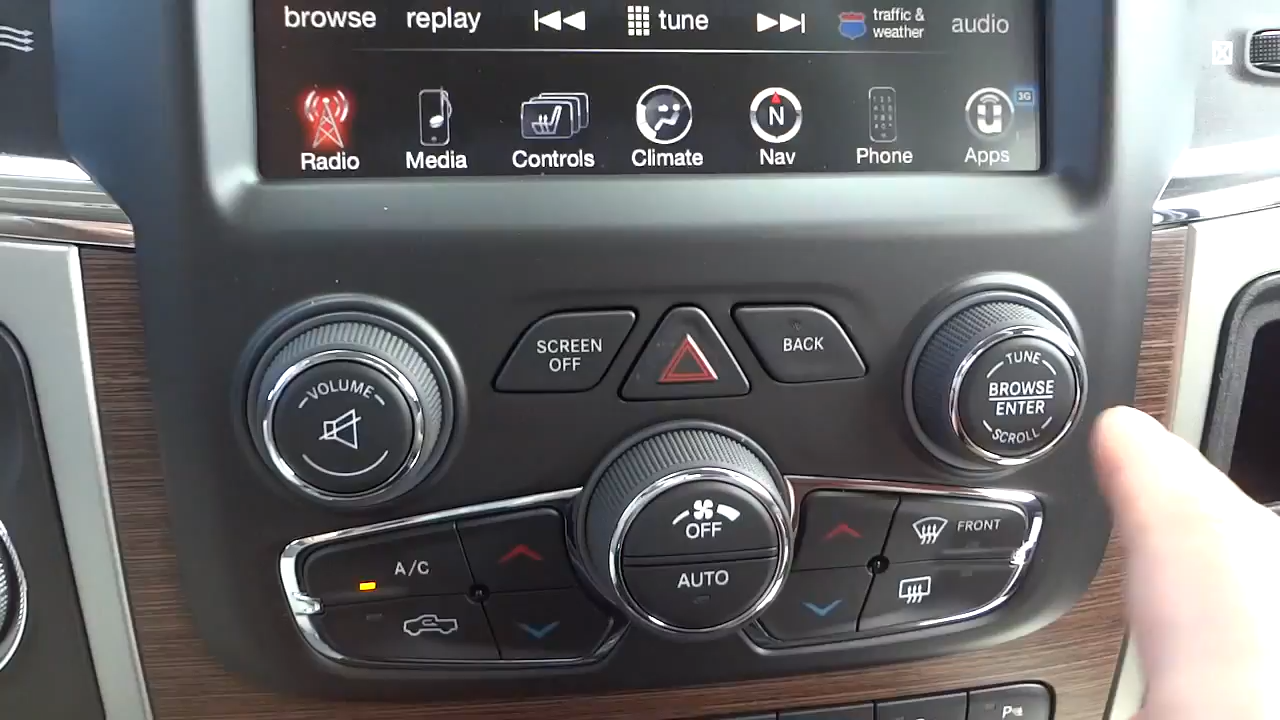 browse replay tune traffic & weather audio
3G
Radio Media Controls Climate Nav Phone Apps
N
SCREEN OFF
BACK
VOLUME
TUNE
BROWSE
ENTER
SCROLL
OFF
AUTO
A/C
FRONT
P